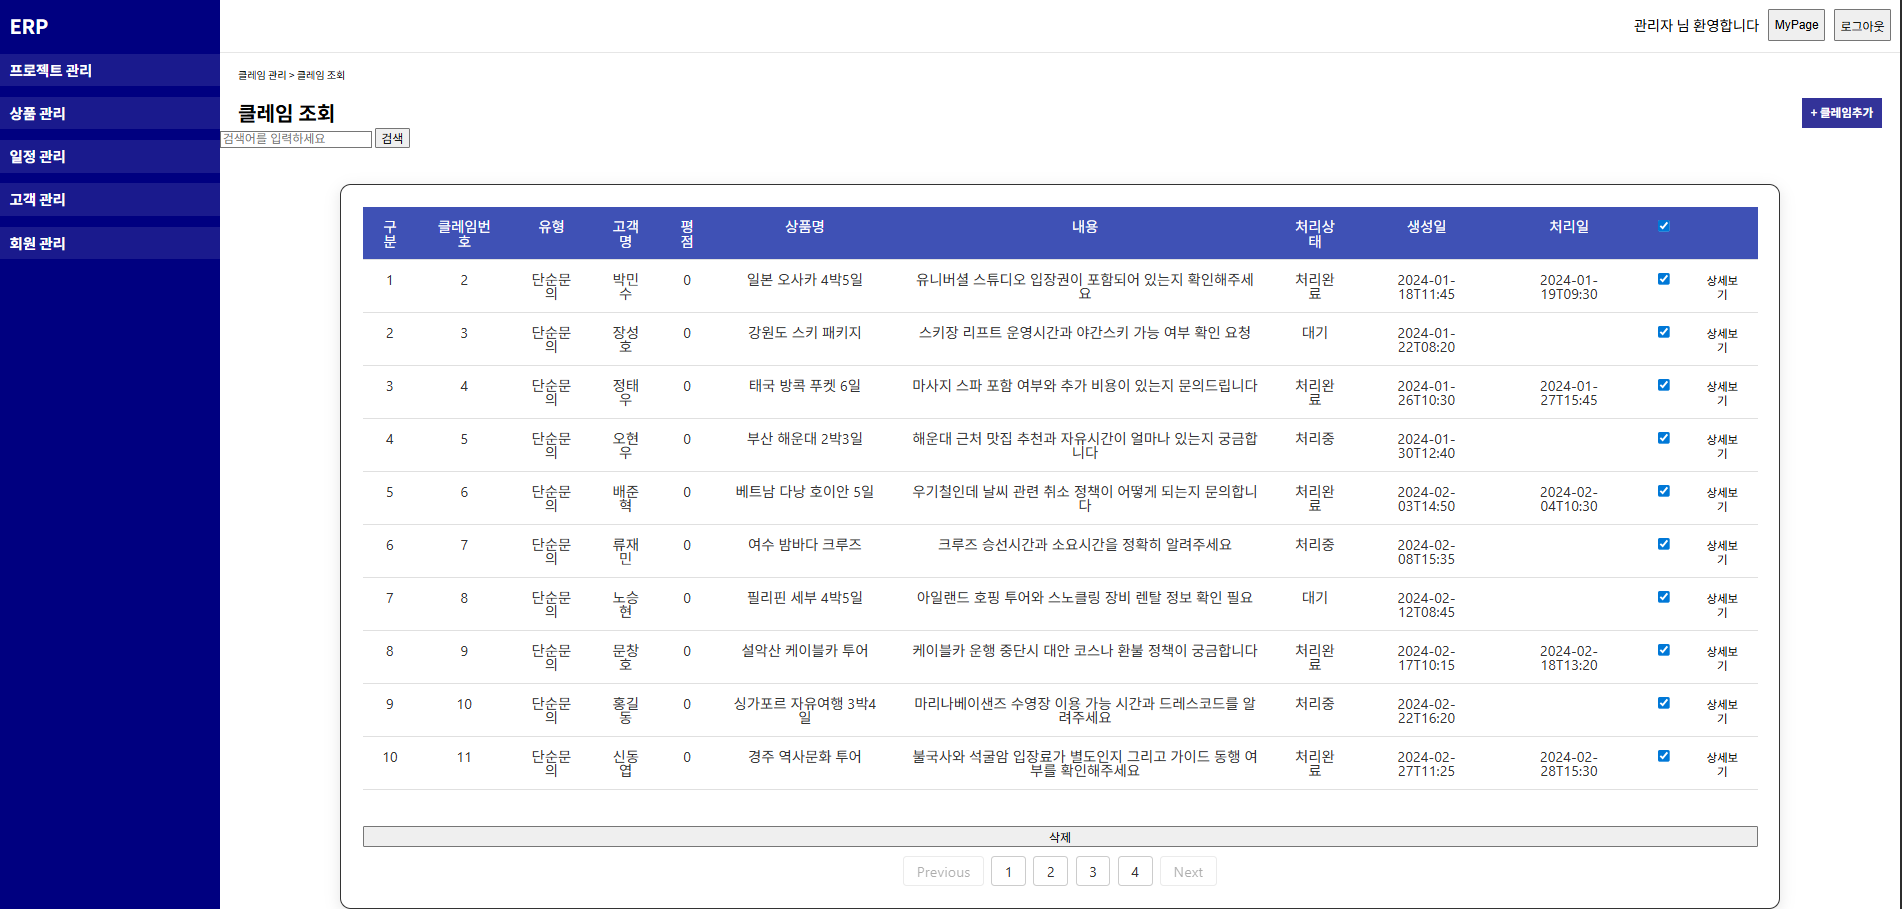 ERP
관리자 님 환영합니다 MyPage 로그아웃
프로젝트 관리
상품 관리
일정 관리
고객 관리
회원 관리
클레임 관리 > 클레임 조회
클레임 조회
+ 클레임추가
검색어를 입력하세요 검색
구분 클레임번호 유형 고객명 평점 상품명 내용 처리상태 생성일 처리일
1 2 단순문의 박민수 0 일본 오사카 4박5일 유니버셜 스튜디오 입장권이 포함되어 있는지 확인해주세요 처리완료 2024-01-18T11:45 2024-01-19T09:30 상세보기
2 3 단순문의 장성호 0 강원도 스키 패키지 스키장 리프트 운영시간과 야간스키 가능 여부 확인 요청 대기 2024-01-22T08:20 상세보기
3 4 단순문의 정태우 0 태국 방콕 푸켓 6일 마사지 스파 포함 여부와 추가 비용이 있는지 문의드립니다 처리완료 2024-01-26T10:30 2024-01-27T15:45 상세보기
4 5 단순문의 오현우 0 부산 해운대 2박3일 해운대 근처 맛집 추천과 자유시간이 얼마나 있는지 궁금합니다 처리중 2024-01-30T12:40 상세보기
5 6 단순문의 배준혁 0 베트남 다낭 호이안 5일 우기철인데 날씨 관련 취소 정책이 어떻게 되는지 문의합니다 처리완료 2024-02-03T14:50 2024-02-04T10:30 상세보기
6 7 단순문의 류재민 0 여수 밤바다 크루즈 크루즈 승선시간과 소요시간을 정확히 알려주세요 처리중 2024-02-08T15:35 상세보기
7 8 단순문의 노승현 0 필리핀 세부 4박5일 아일랜드 호핑 투어와 스노클링 장비 렌탈 정보 확인 필요 대기 2024-02-12T08:45 상세보기
8 9 단순문의 문창호 0 설악산 케이블카 투어 케이블카 운행 중단시 대안 코스나 환불 정책이 궁금합니다 처리완료 2024-02-17T10:15 2024-02-18T13:20 상세보기
9 10 단순문의 홍길동 0 싱가포르 자유여행 3박4일 마리나베이샌즈 수영장 이용 가능 시간과 드레스코드를 알려주세요 처리중 2024-02-22T16:20 상세보기
10 11 단순문의 신동엽 0 경주 역사문화 투어 불국사와 석굴암 입장료가 별도인지 그리고 가이드 동행 여부를 확인해주세요 처리완료 2024-02-27T11:25 2024-02-28T15:30 상세보기
삭제
Previous 1 2 3 4 Next